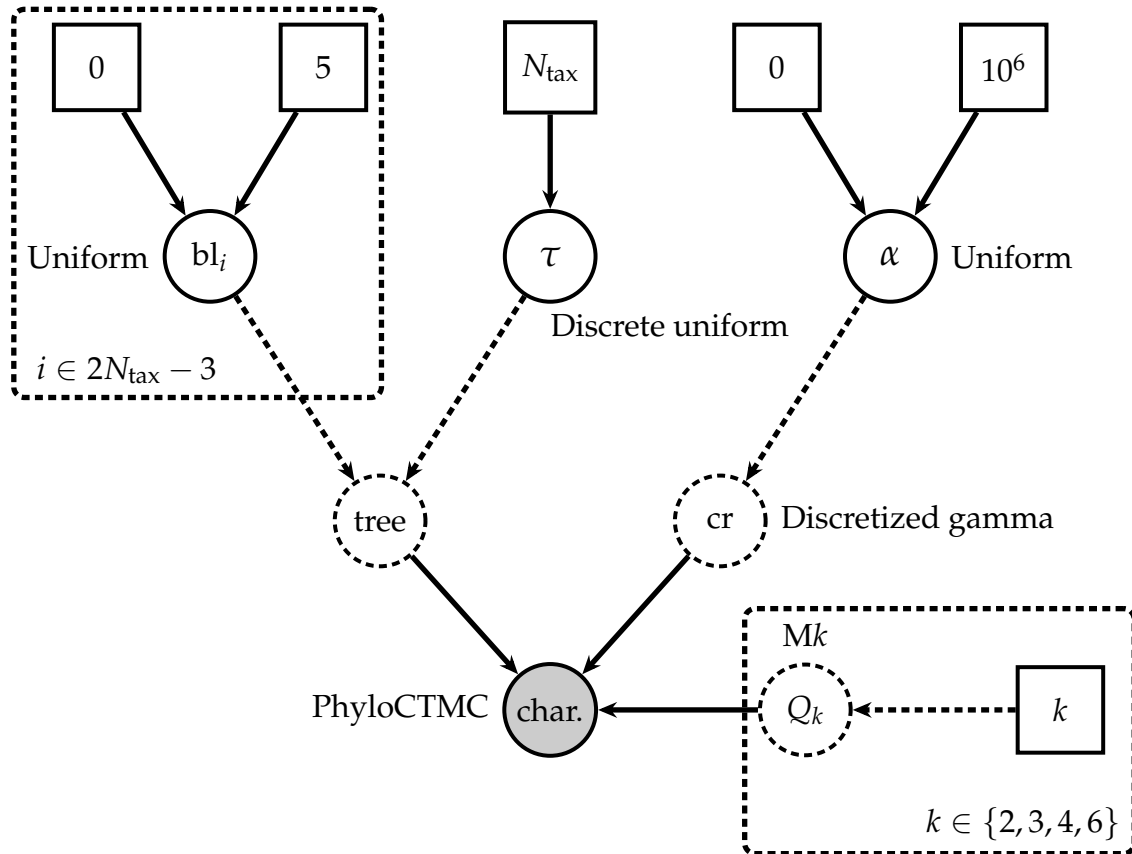 0
5
N_tax
0
10^6
Uniform
bl_i
τ
α
Uniform
Discrete uniform
i ∈ 2N_tax − 3
tree
cr
Discretized gamma
Mk
PhyloCTMC
char.
Q_k
k
k ∈ {2, 3, 4, 6}